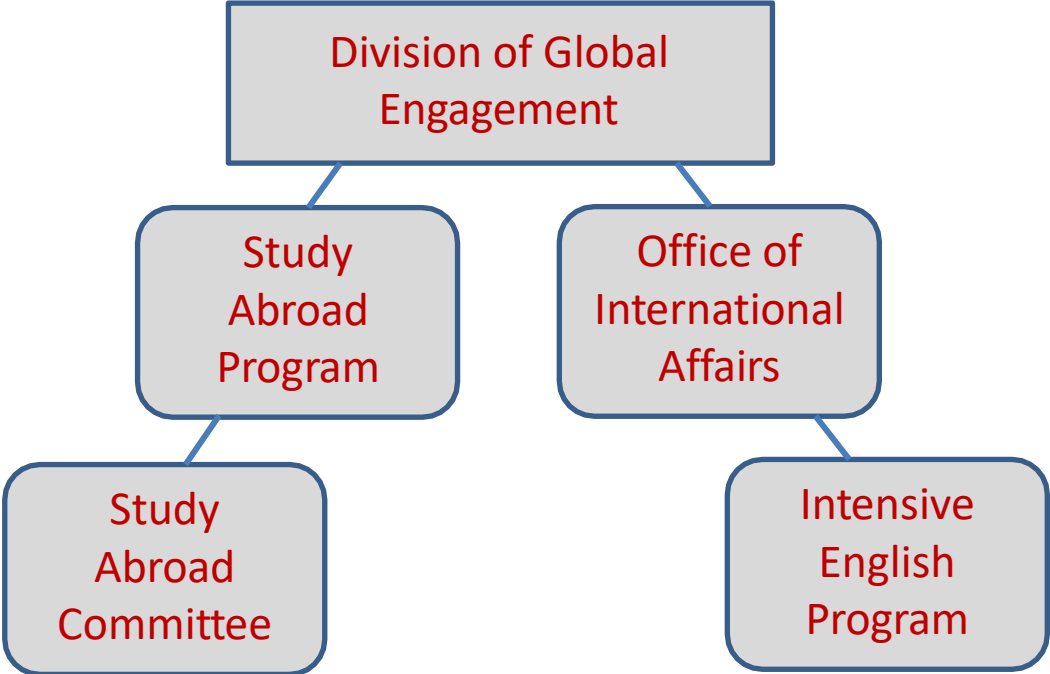 Division of Global
Engagement
Study
Abroad
Program
Office of
International
Affairs
Study
Abroad
Committee
Intensive
English
Program